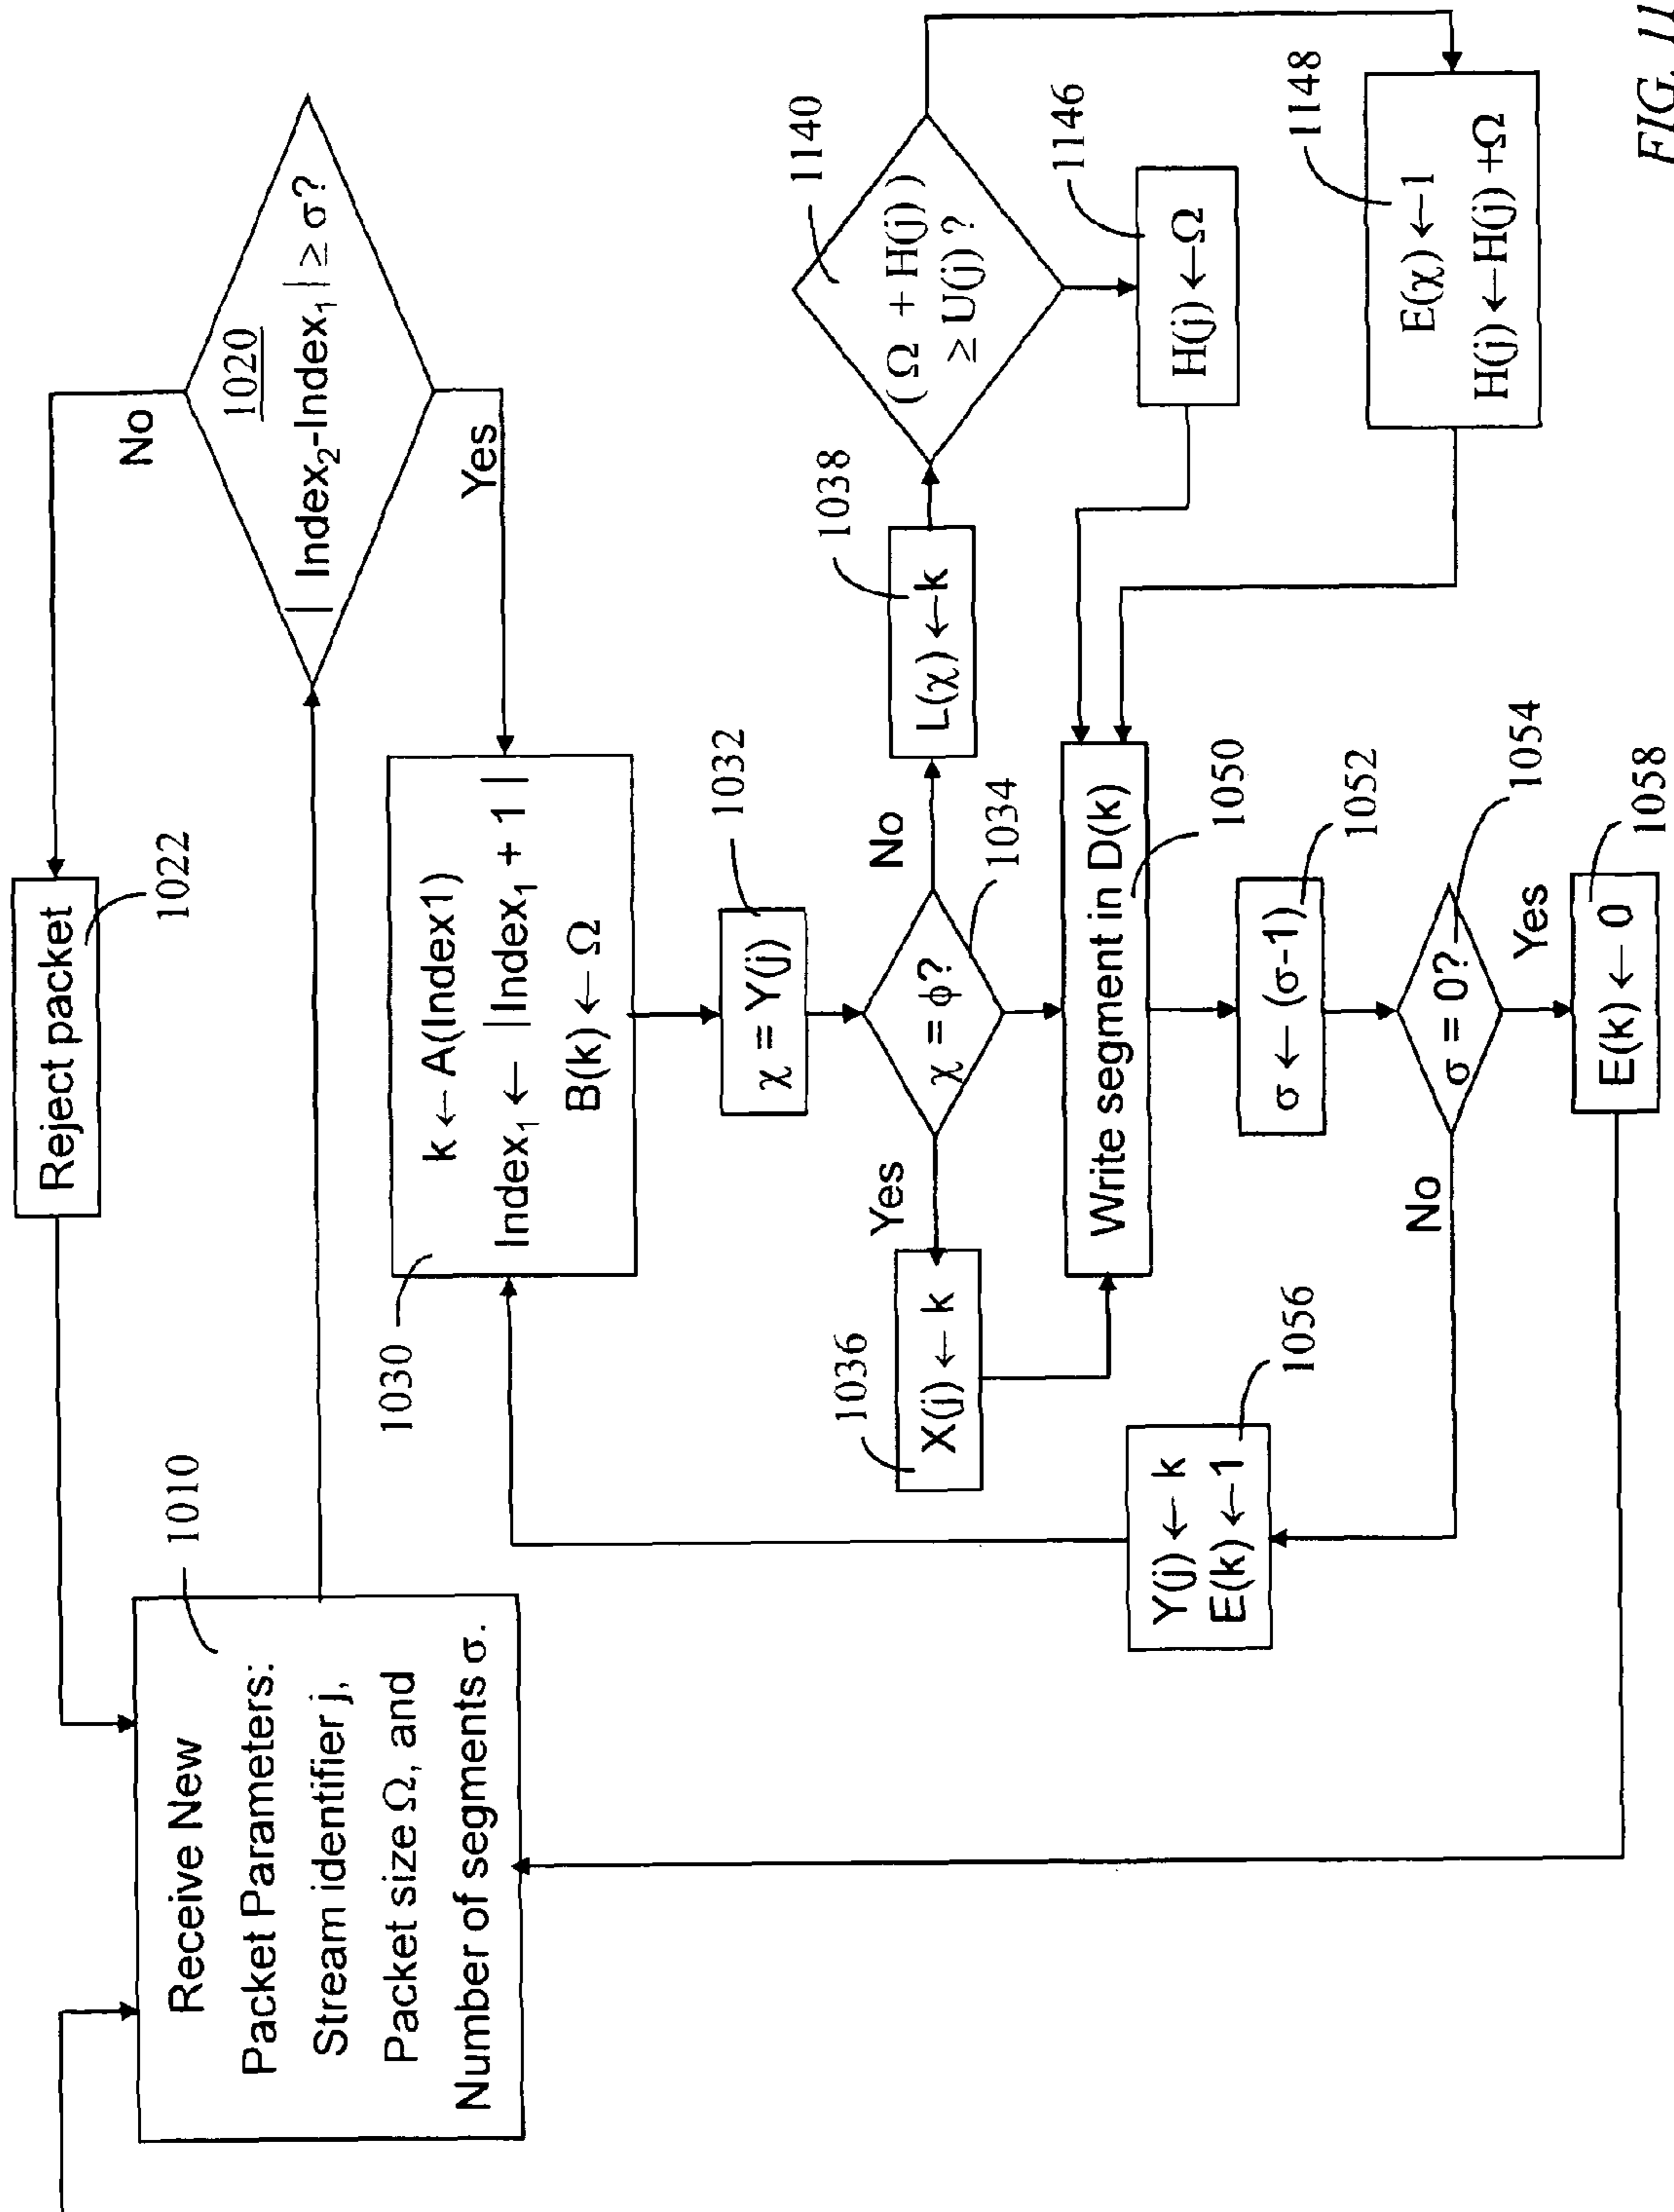 Receive New
Packet Parameters:
Stream identifier j,
Packet size Ω, and
Number of segments σ.
1010
Reject packet
1022
No
1020
| Index₂-Index₁ | ≥ σ?
Yes
1030
k ← A(Index1)
Index₁ ← |Index₁ + 1 |
B(k) ← Ω
χ = Y(j)
1032
Yes
χ = ϕ?
No
1034
1036
X(j) ← k
L(χ) ← k
1038
( Ω + H(j))
≥ U(j) ?
1140
H(j) ← Ω
1146
E(χ) ← 1
H(j) ← H(j) +Ω
1148
Write segment in D(k)
1050
σ ← (σ-1)
1052
No
σ = 0?
1054
Yes
Y(j) ← k
E(k) ← 1
1056
E(k) ← 0
1058
FIG. 11